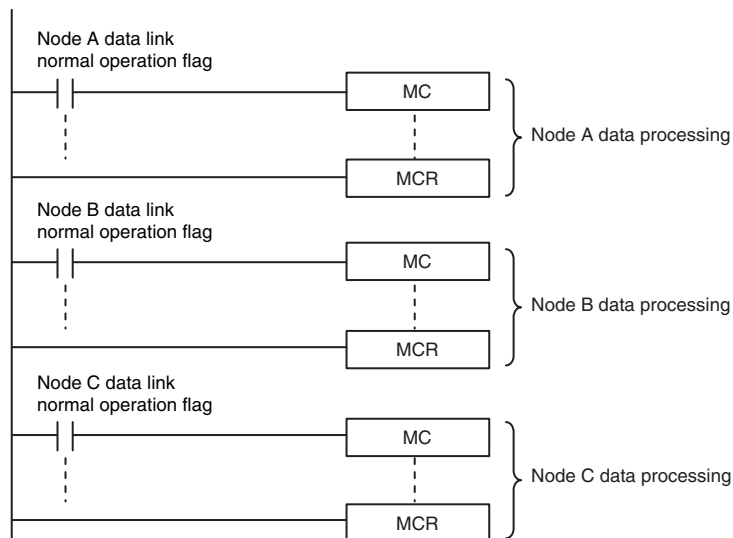 Node A data link
normal operation flag
MC
Node A data processing
MCR
Node B data link
normal operation flag
MC
Node B data processing
MCR
Node C data link
normal operation flag
MC
Node C data processing
MCR